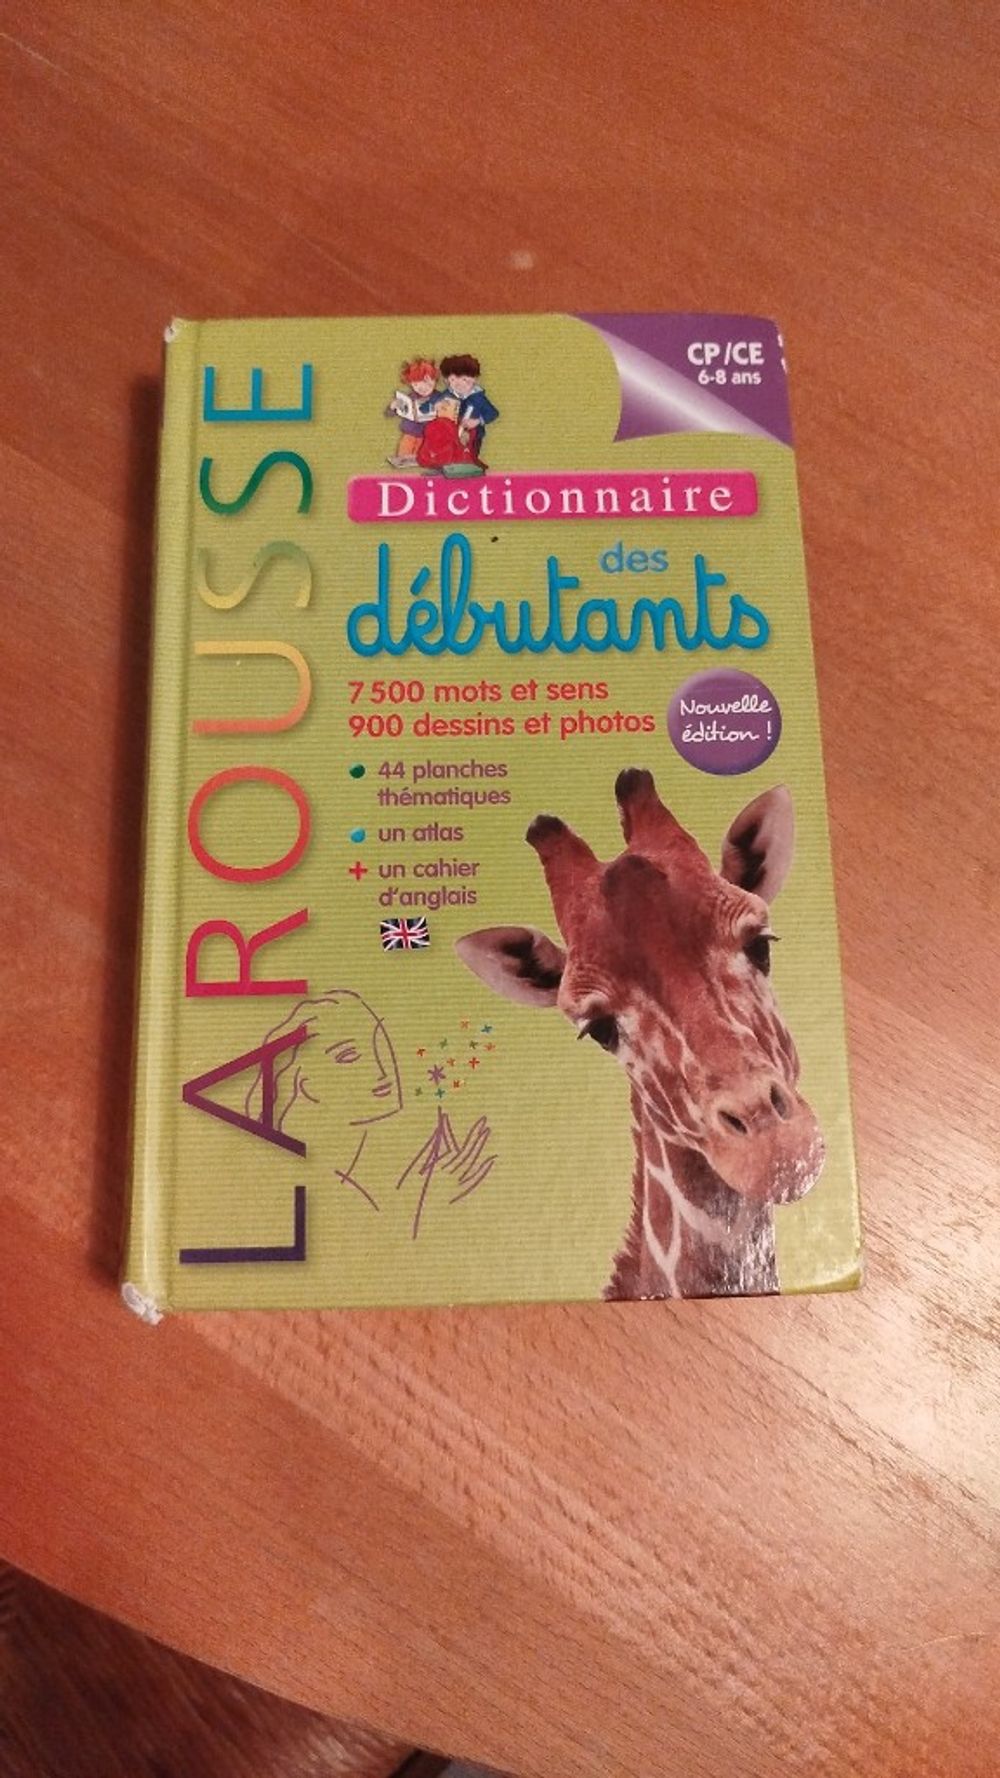 LAROUSSE
CP/CE
6-8 ans
Dictionnaire
des
débutants
7 500 mots et sens
900 dessins et photos
Nouvelle
édition !
44 planches
thématiques
un atlas
+ un cahier
d'anglais